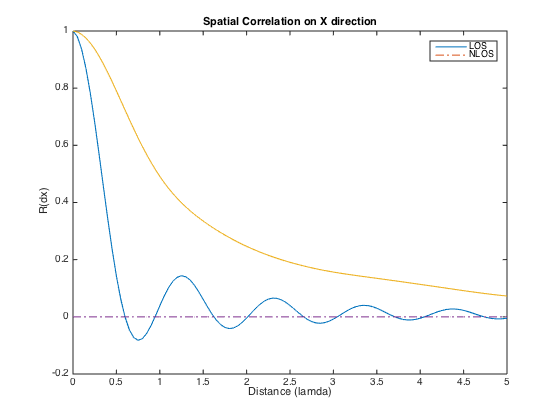 Spatial Correlation on X direction
LOS
NLOS
R(dx)
1
0.8
0.6
0.4
0.2
0
-0.2
0 0.5 1 1.5 2 2.5 3 3.5 4 4.5 5
Distance (lamda)